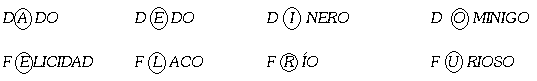 DADO DEDO DINERO DOMINIGO
FELICIDAD FLACO FRÍO FURIOSO